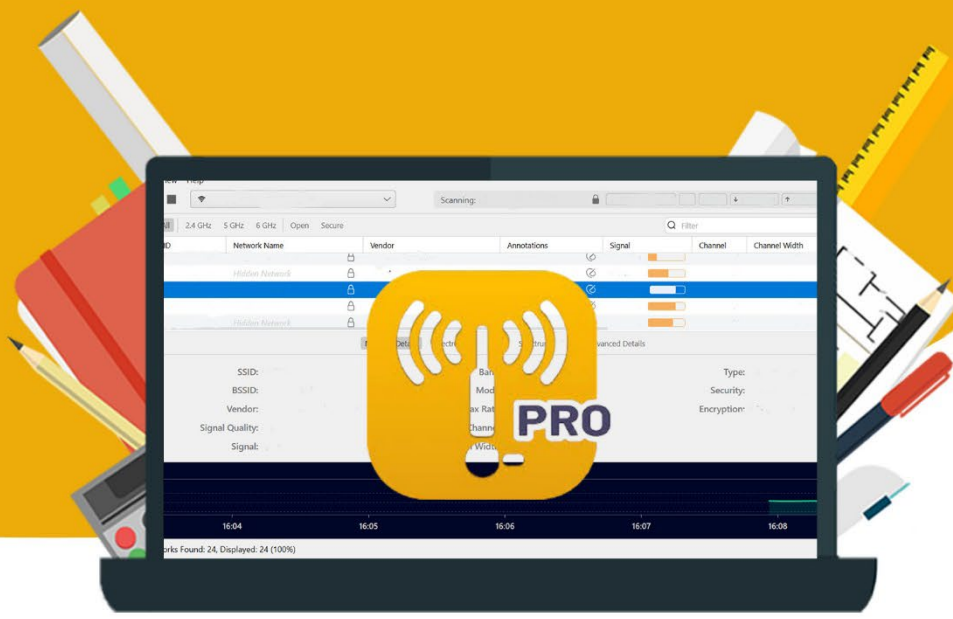 Help
Scanning:
2.4 GHz 5 GHz 6 GHz Open Secure Filter
Network Name Vendor Annotations Signal Channel Channel Width
Hidden Network
Hidden Network
Details
SSID: Type:
BSSID: Security:
Vendor: Encryption:
Signal Quality:
Signal:
PRO
16:04 16:05 16:06 16:07 16:08
Found: 24, Displayed: 24 (100%)